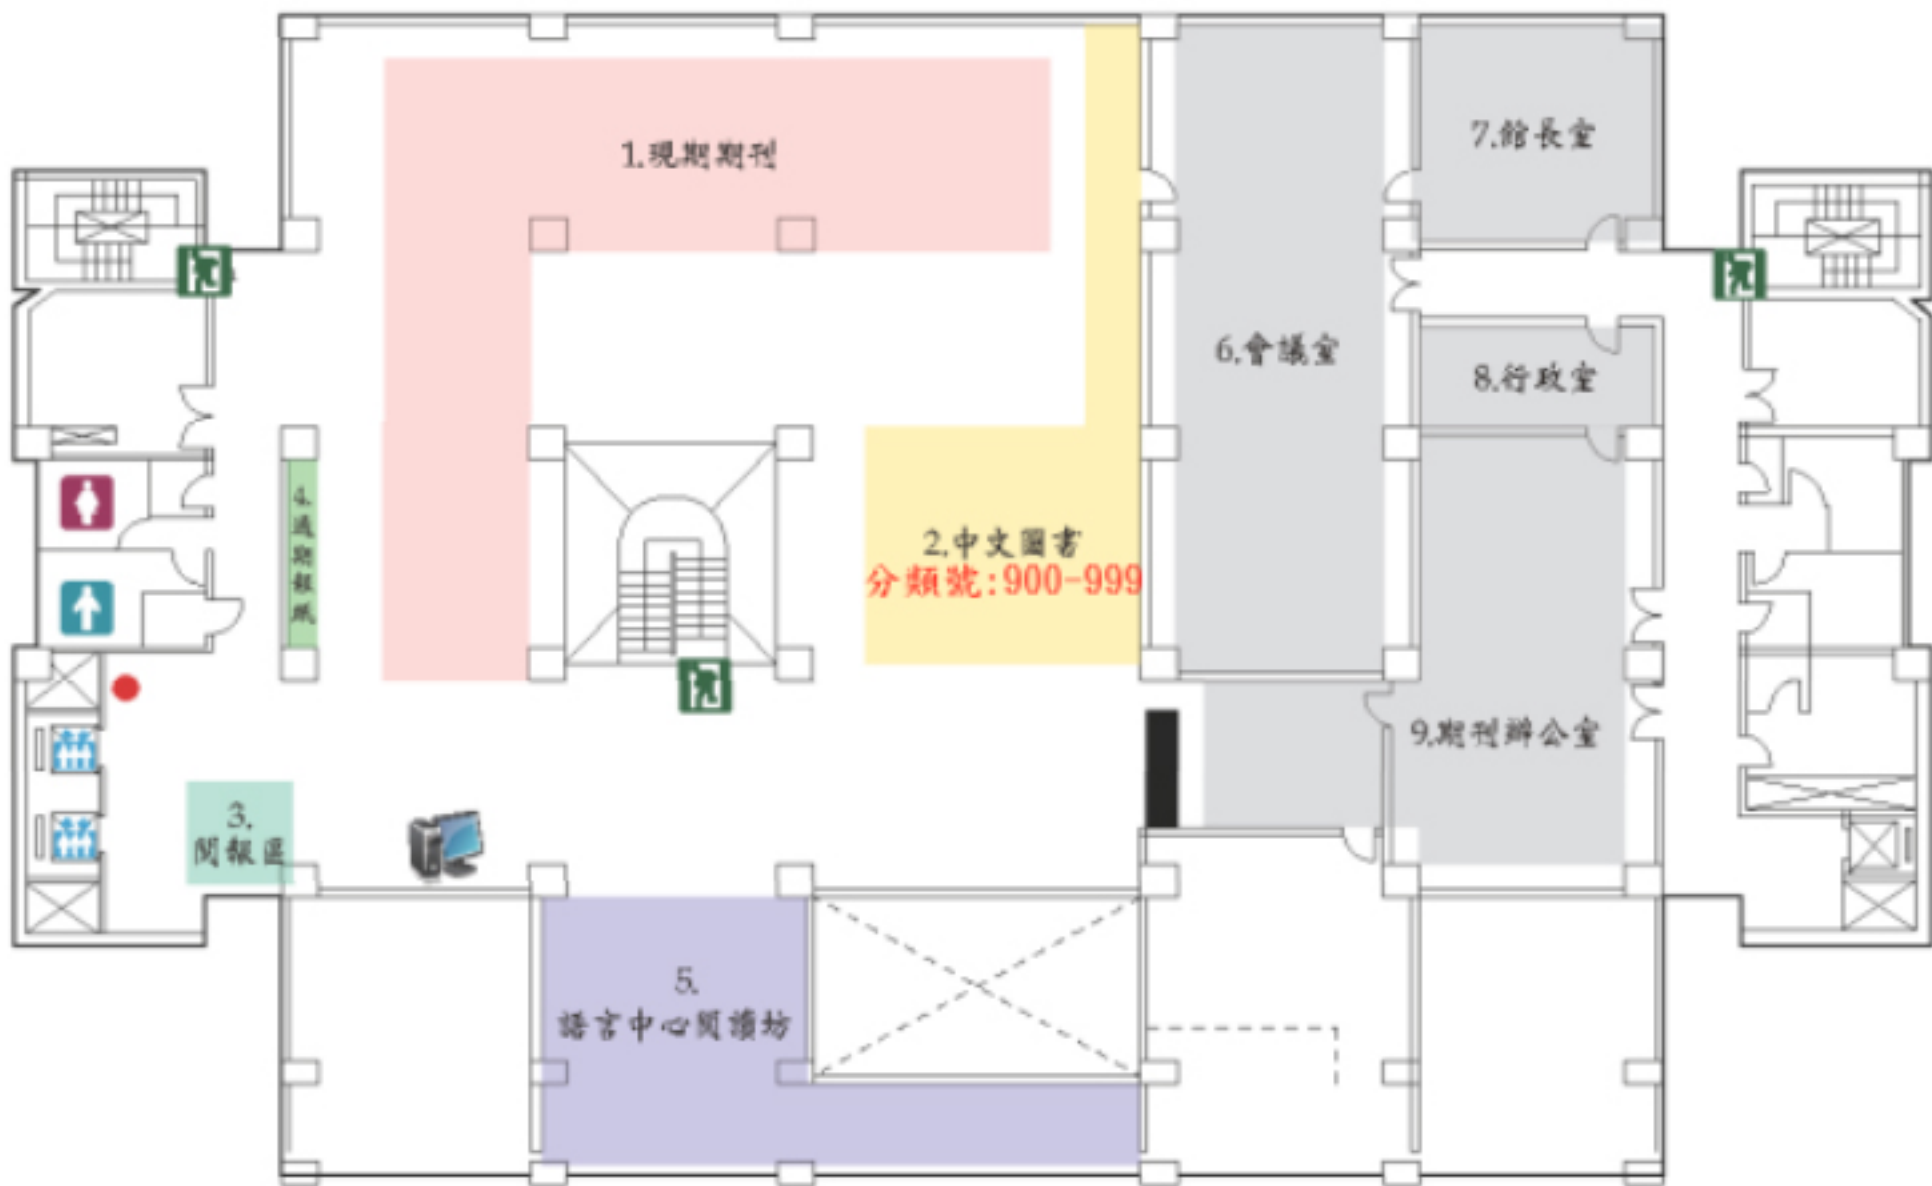 1.現期期刊
7.館長室
6.會議室
8.行政室
4.過期報紙
2.中文圖書
分類號:900-999
9.期刊辦公室
3.
閱報區
5.
語言中心閱讀坊